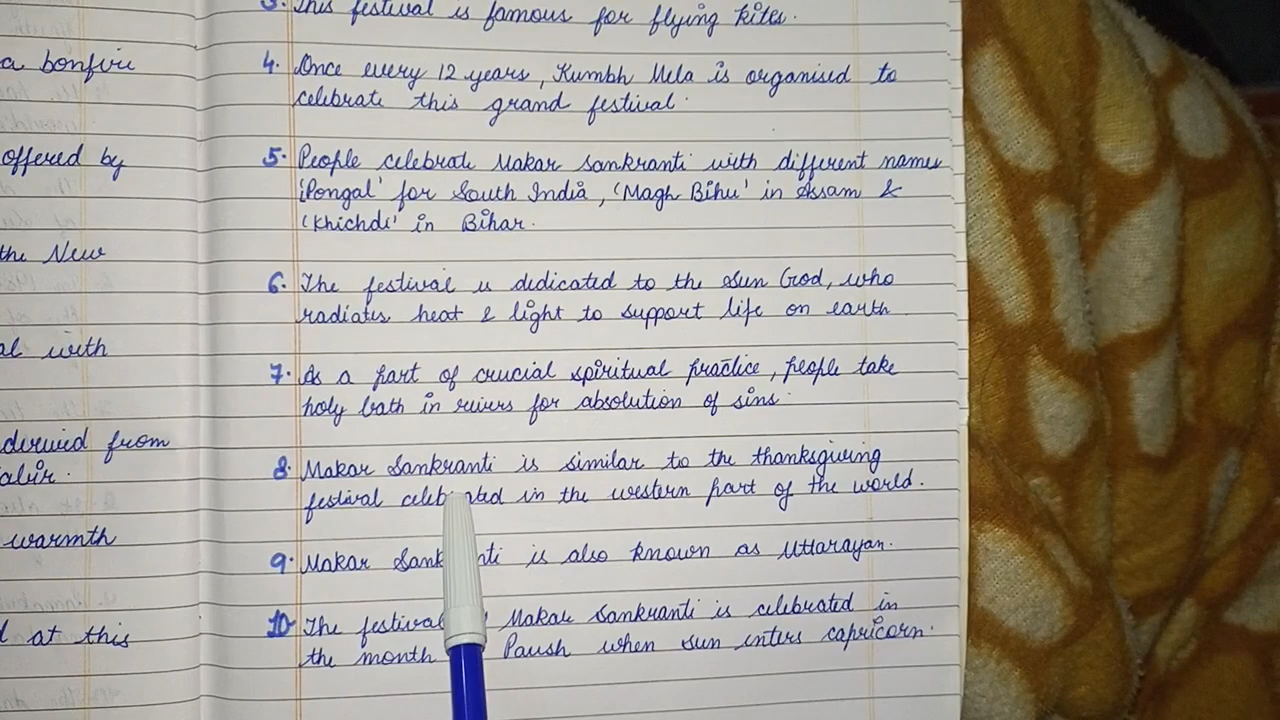 a bonfire
offered by
the New
al with
derived from
warmth
at this
3. This festival is famous for flying kites.
4. Once every 12 years, Kumbh Mela is organised to
celebrate this grand festival.
5. People celebrate Makar Sankranti with different names
'Pongal' for South India, 'Magh Bihu' in Assam &
'Khichdi' in Bihar.
6. The festival is dedicated to the Sun God, who
radiates heat & light to support life on earth
7. As a part of crucial spiritual practice, people take
holy bath in rivers for absolution of sins.
8. Makar Sankranti is similar to the thanksgiving
festival celebrated in the western part of the world.
9. Makar Sankranti is also known as Uttarayan.
10. The festival Makar Sankranti is celebrated in
the month Paush when sun enters capricorn.